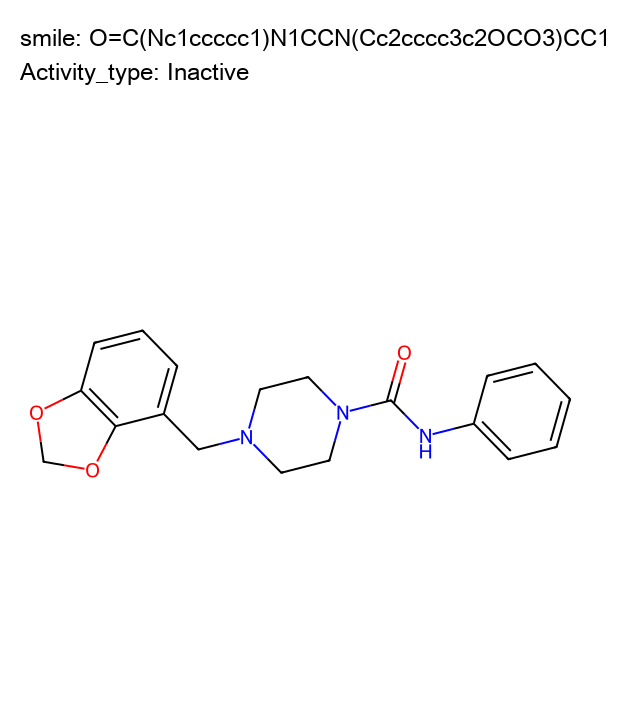 smile: O=C(Nc1ccccc1)N1CCN(Cc2cccc3c2OCO3)CC1
Activity_type: Inactive
O
O
N
O
N
N
H
O